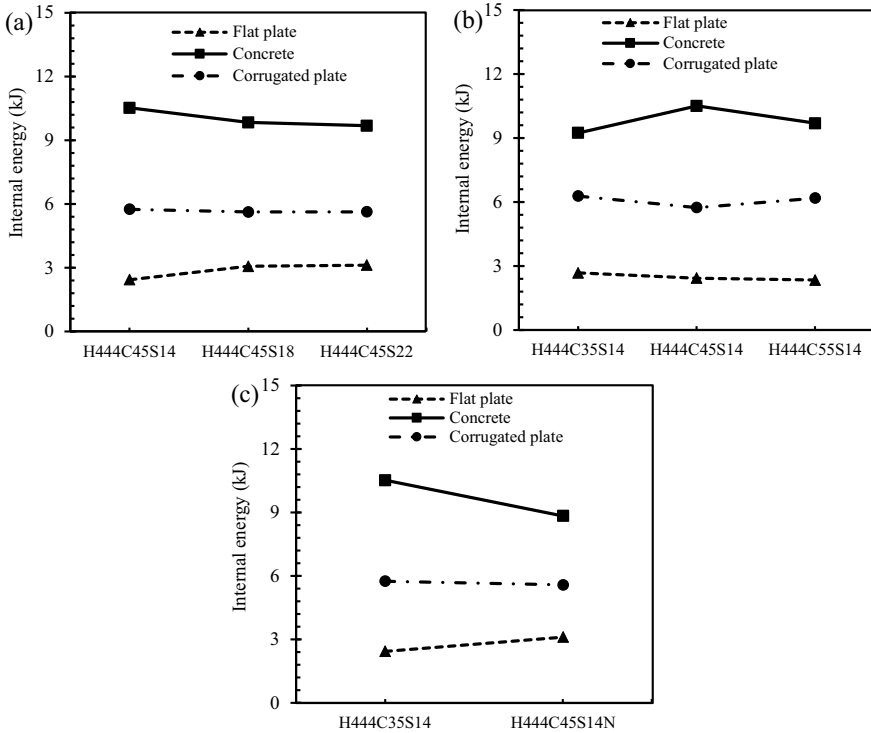 (a)
Flat plate
Concrete
Corrugated plate
Internal energy (kJ)
15
12
9
6
3
0
H444C45S14 H444C45S18 H444C45S22
(b)
Flat plate
Concrete
Corrugated plate
Internal energy (kJ)
15
12
9
6
3
0
H444C35S14 H444C45S14 H444C55S14
(c)
Flat plate
Concrete
Corrugated plate
Internal energy (kJ)
15
12
9
6
3
0
H444C35S14 H444C45S14N